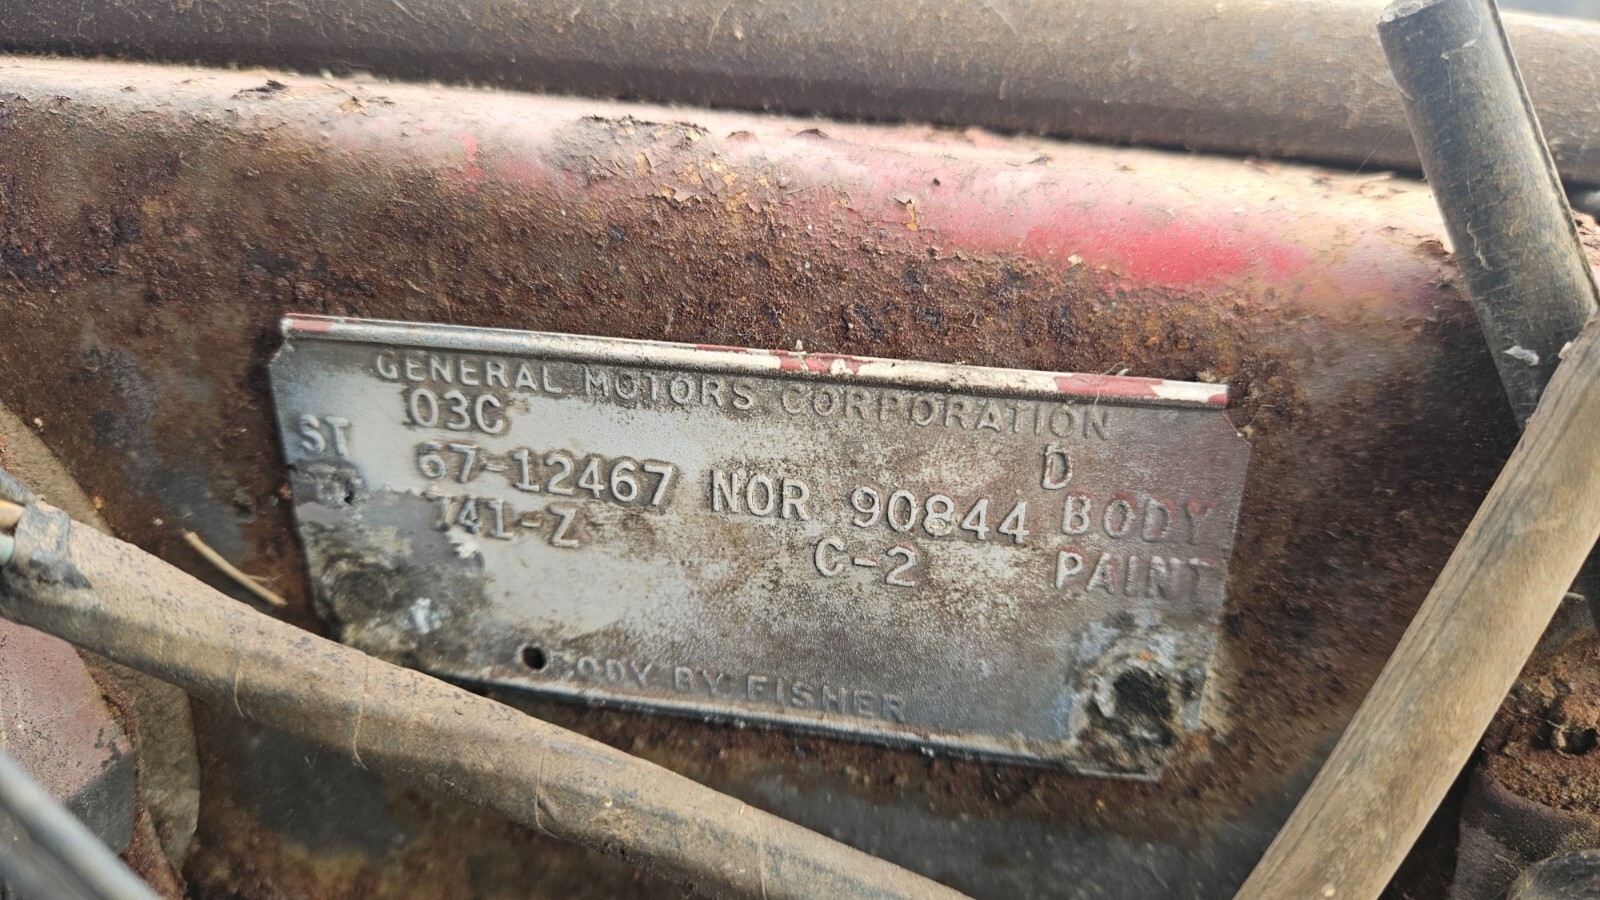 GENERAL MOTORS CORPORATION
03C D
ST 67-12467 NOR 90844 BODY
741-Z C-2 PAINT
BODY BY FISHER